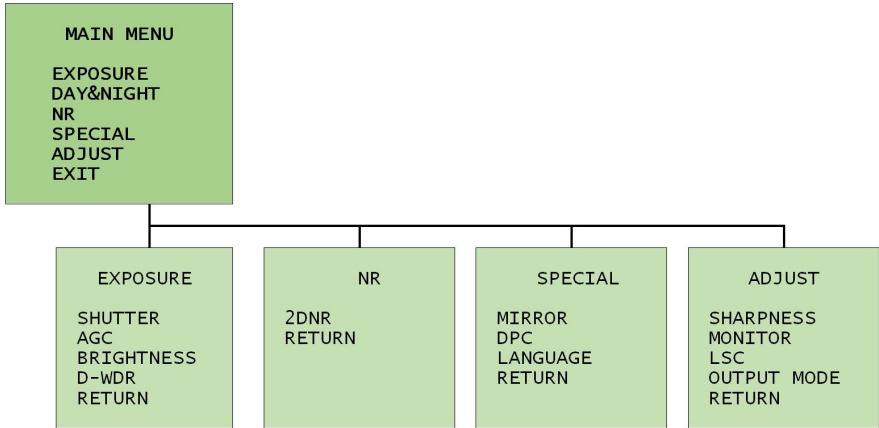 MAIN MENU
EXPOSURE
DAY&NIGHT
NR
SPECIAL
ADJUST
EXIT
EXPOSURE
SHUTTER
AGC
BRIGHTNESS
D-WDR
RETURN
NR
2DNR
RETURN
SPECIAL
MIRROR
DPC
LANGUAGE
RETURN
ADJUST
SHARPNESS
MONITOR
LSC
OUTPUT MODE
RETURN